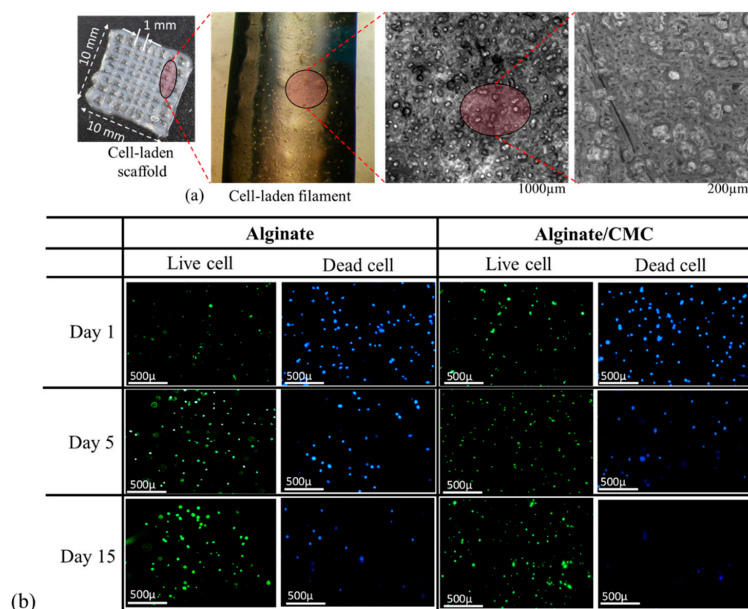 1 mm
10 mm
10 mm
Cell-laden
scaffold
(a)
Cell-laden filament
1000µm
200µm
Alginate
Alginate/CMC
Live cell
Dead cell
Live cell
Dead cell
Day 1
500µ
500µ
500µ
500µ
Day 5
500µ
500µ
500µ
500µ
Day 15
500µ
500µ
500µ
500µ
(b)